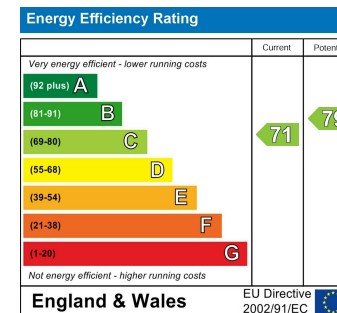 Energy Efficiency Rating
Current
Very energy efficient - lower running costs
(92 plus) A
(81-91) B
(69-80) C
71
(55-68) D
(39-54) E
(21-38) F
(1-20) G
Not energy efficient - higher running costs
England & Wales
EU Directive
2002/91/EC